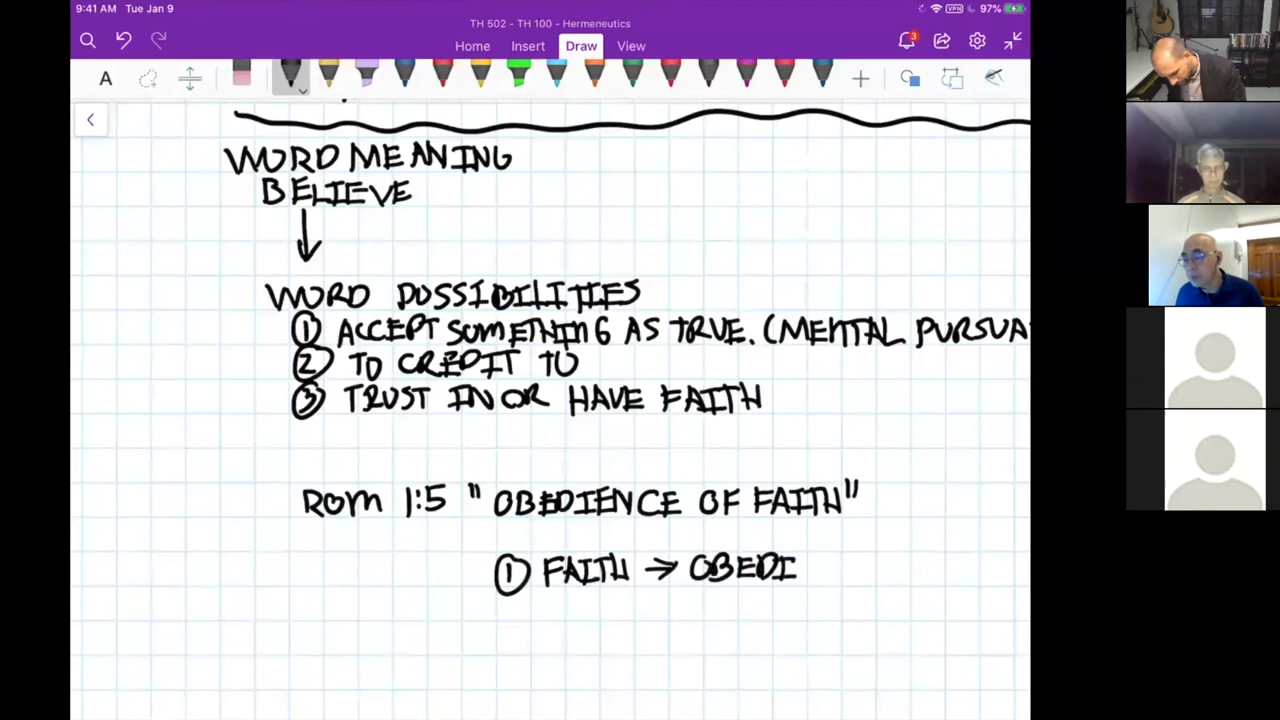 9:41 AM Tue Jan 9
VPN 97%
TH 502 - TH 100 - Hermeneutics
Home Insert Draw View
3
A
WORD MEANING
BELIEVE
WORD POSSIBILITIES
① ACCEPT SOMETHING AS TRUE. (MENTAL PURSUA
② TO CREDIT TO
③ TRUST IN OR HAVE FAITH
ROM 1:5 "OBEDIENCE OF FAITH"
① FAITH → OBEDI